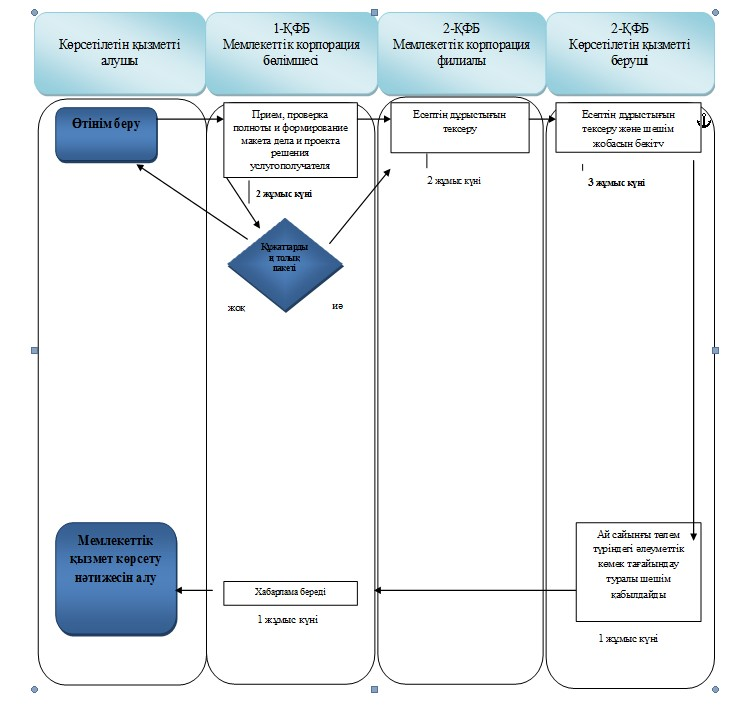 Көрсетілетін қызметті
алушы
1-ҚФБ
Мемлекеттік корпорация
бөлімшесі
2-ҚФБ
Мемлекеттік корпорация
филиалы
2-ҚФБ
Көрсетілетін қызметті
беруші
Өтінім беру
Прием, проверка
полноты и формирование
макета дела и проекта
решения
услугополучателя
Есептің дұрыстығын
тексеру
Есептің дұрыстығын
тексеру және шешім
жобасын бекіту
2 жұмыс күні
2 жұмыс күні
3 жұмыс күні
Құжаттарды
ң толық
пакеті
жоқ
иә
Мемлекеттік
қызмет көрсету
нәтижесін алу
Хабарлама береді
1 жұмыс күні
Ай сайынғы төлем
түріндегі әлеуметтік
көмек тағайындау
туралы шешім
қабылдайды
1 жұмыс күні